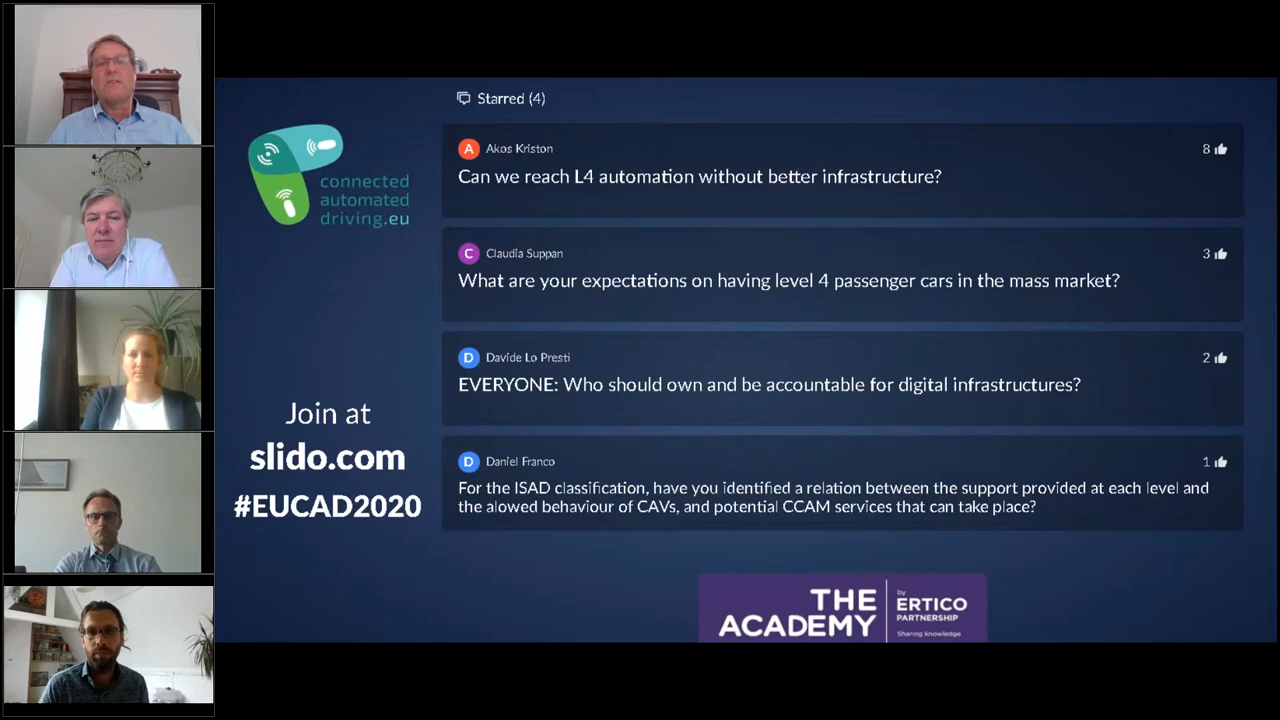 connected
automated
driving.eu
Join at
slido.com
#EUCAD2020
Starred (4)
A Akos Kriston 8
Can we reach L4 automation without better infrastructure?
C Claudia Suppan 3
What are your expectations on having level 4 passenger cars in the mass market?
D Davide Lo Presti 2
EVERYONE: Who should own and be accountable for digital infrastructures?
D Daniel Franco 1
For the ISAD classification, have you identified a relation between the support provided at each level and
the alowed behaviour of CAVs, and potential CCAM services that can take place?
THE
ACADEMY
by
ERTICO
PARTNERSHIP
Sharing knowledge